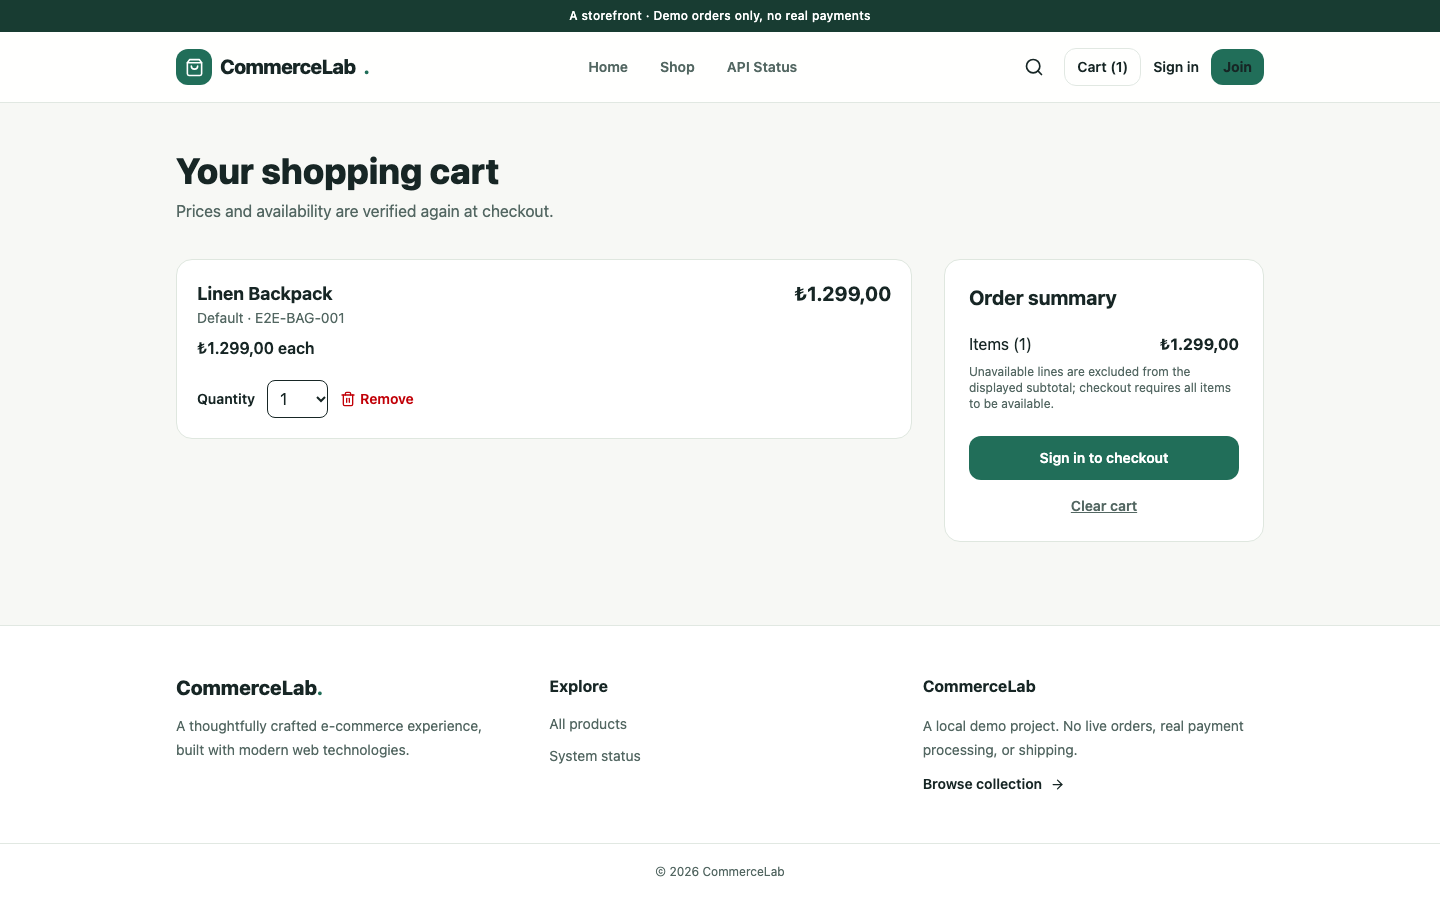 A storefront · Demo orders only, no real payments
CommerceLab .
Home Shop API Status
Cart (1) Sign in Join
Your shopping cart
Prices and availability are verified again at checkout.
Linen Backpack ₺1.299,00
Default · E2E-BAG-001
₺1.299,00 each
Quantity 1 Remove
Order summary
Items (1) ₺1.299,00
Unavailable lines are excluded from the
displayed subtotal; checkout requires all items
to be available.
Sign in to checkout
Clear cart
CommerceLab.
A thoughtfully crafted e-commerce experience,
built with modern web technologies.
Explore
All products
System status
CommerceLab
A local demo project. No live orders, real payment
processing, or shipping.
Browse collection →
© 2026 CommerceLab